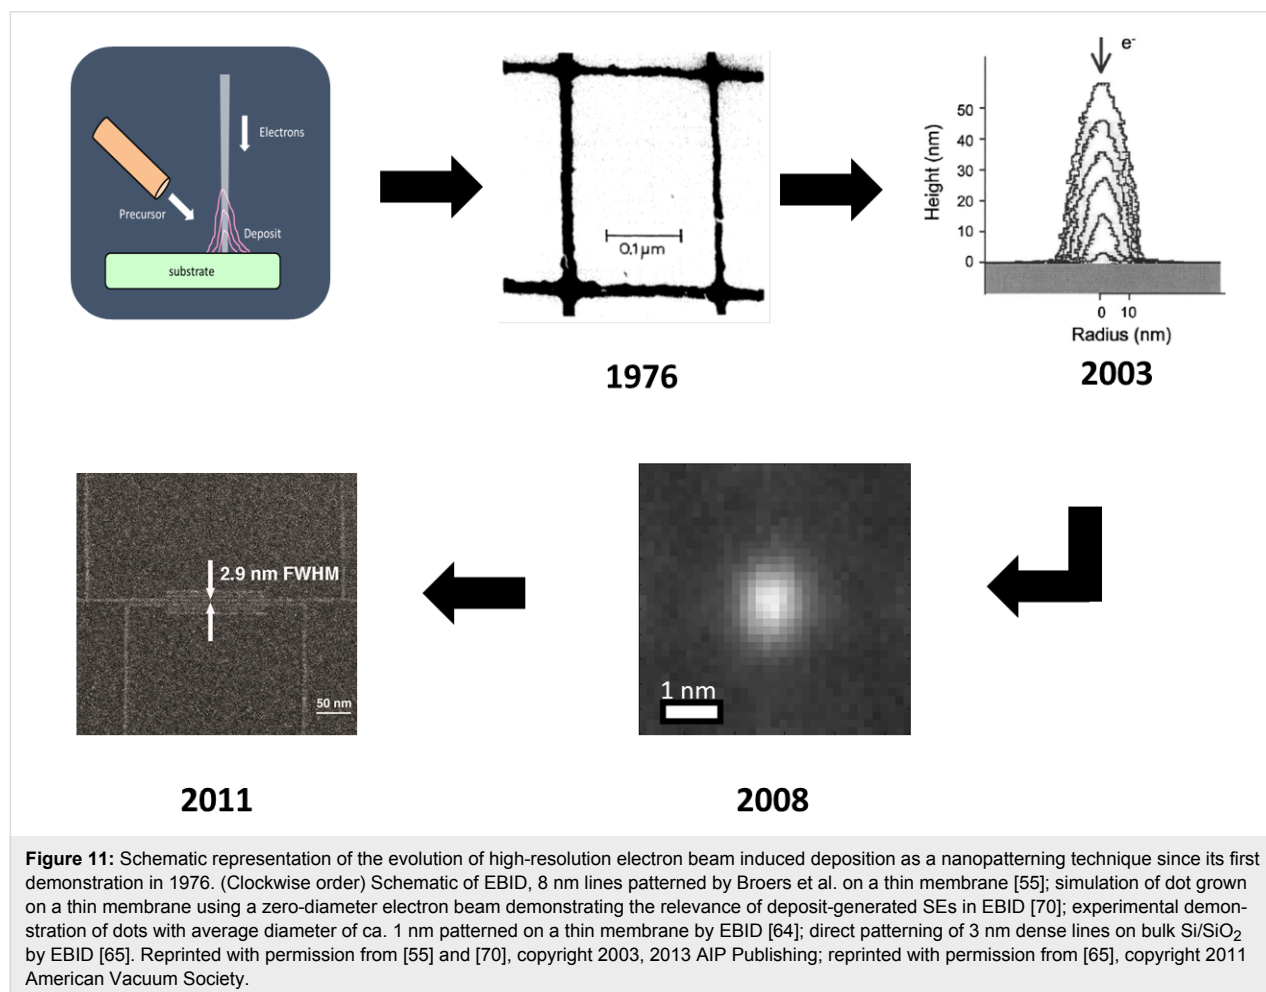 Electrons
Precursor
Deposit
substrate
0.1µm
1976
e-
Height (nm)
50
40
30
20
10
0
0 10
Radius (nm)
2003
2.9 nm FWHM
50 nm
2011
1 nm
2008
Figure 11: Schematic representation of the evolution of high-resolution electron beam induced deposition as a nanopatterning technique since its first
demonstration in 1976. (Clockwise order) Schematic of EBID, 8 nm lines patterned by Broers et al. on a thin membrane [55]; simulation of dot grown
on a thin membrane using a zero-diameter electron beam demonstrating the relevance of deposit-generated SEs in EBID [70]; experimental demon-
stration of dots with average diameter of ca. 1 nm patterned on a thin membrane by EBID [64]; direct patterning of 3 nm dense lines on bulk Si/SiO2
by EBID [65]. Reprinted with permission from [55] and [70], copyright 2003, 2013 AIP Publishing; reprinted with permission from [65], copyright 2011
American Vacuum Society.